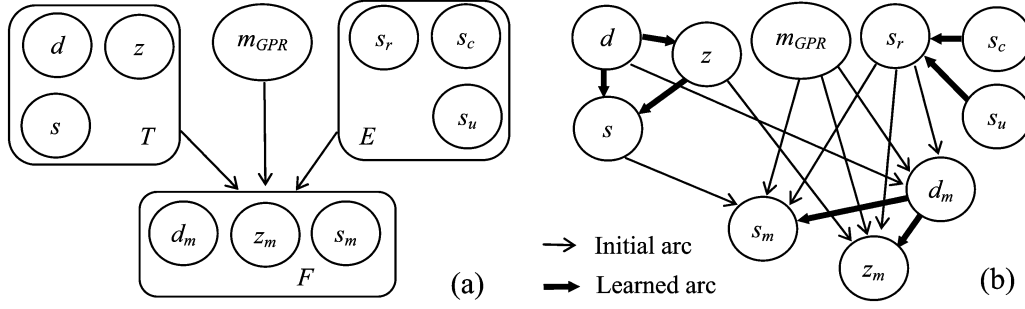 d z m_GPR s_r s_c
s T E s_u
d_m z_m s_m
F (a)
d z m_GPR s_r s_c
s s_u
s_m d_m
z_m
Initial arc
Learned arc (b)